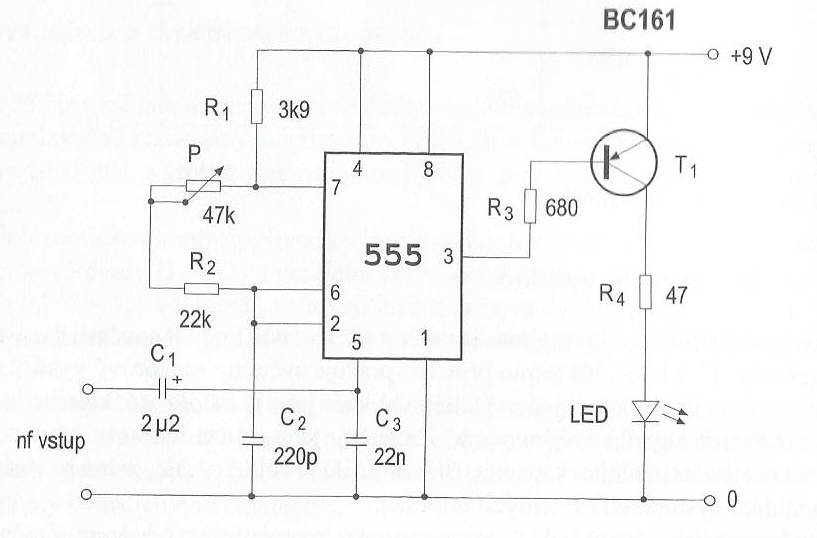 BC161
+9 V
R1
3k9
P
47k
4
8
7
T1
R3
680
555
3
R2
22k
6
2
5
1
R4
47
C1
+
2µ2
LED
nf vstup
C2
220p
C3
22n
0